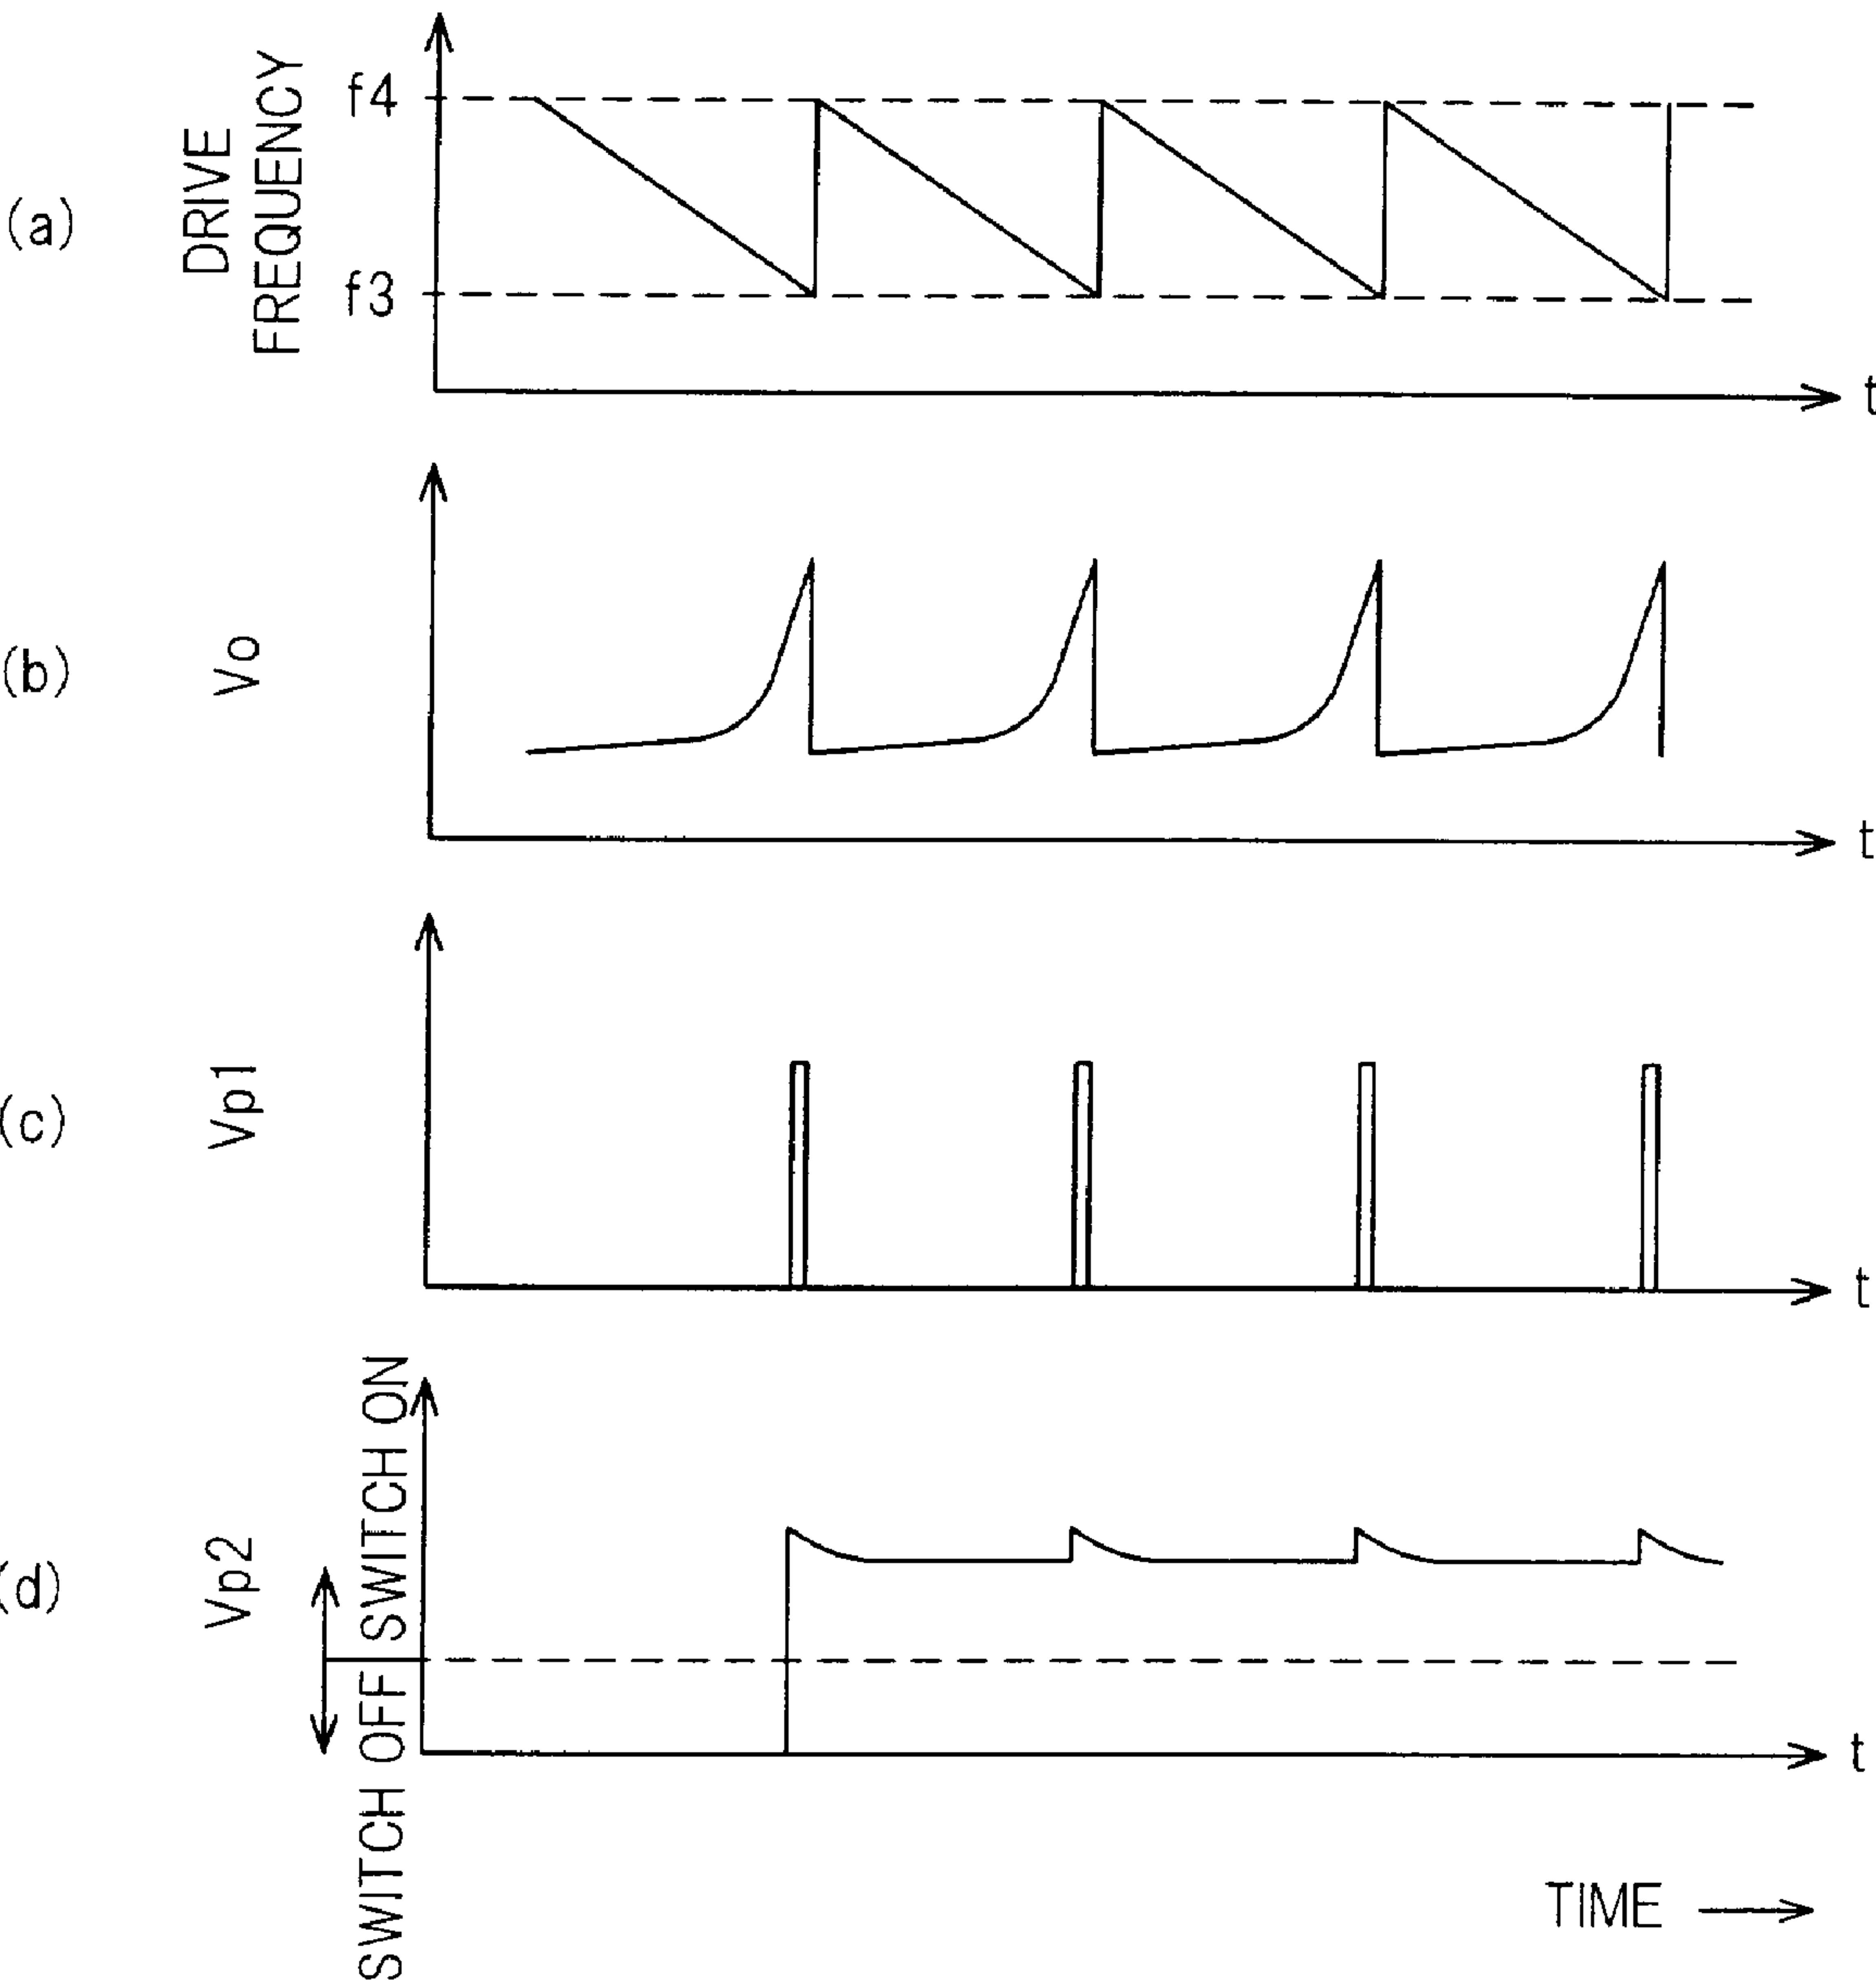 (a)
DRIVE
FREQUENCY
f4
f3
t
(b)
Vo
t
(c)
Vp1
t
(d)
Vp2
SWITCH ON
SWITCH OFF
t
TIME